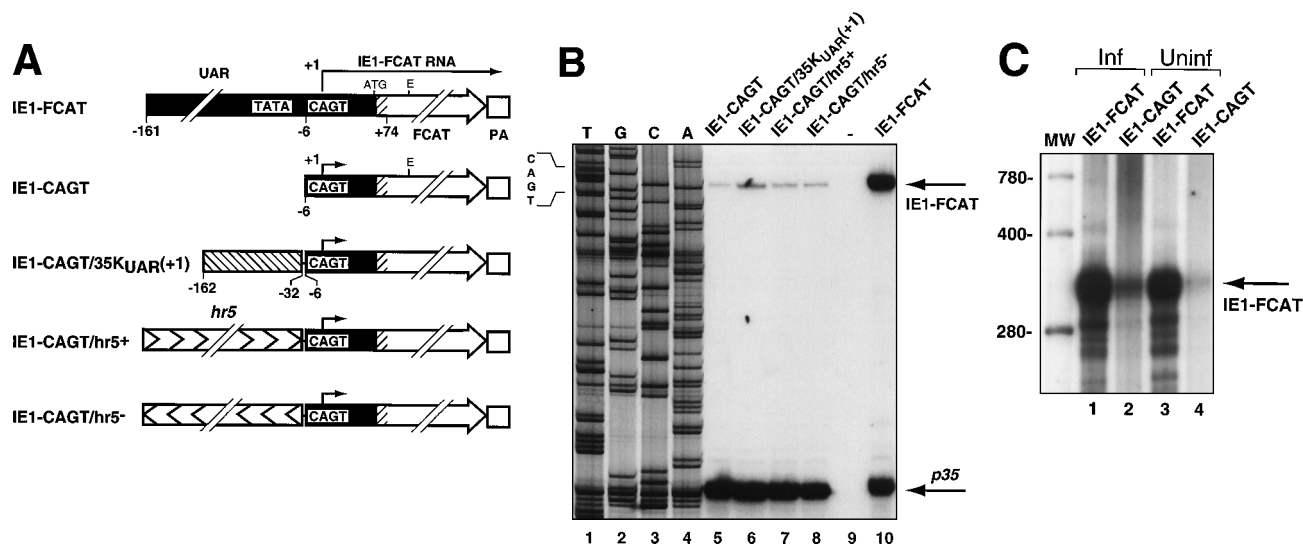 A
+1 IE1-FCAT RNA
UAR
ATG E
IE1-FCAT TATA CAGT
-161 -6 +74 FCAT PA
+1 E
IE1-CAGT CAGT
-6
IE1-CAGT/35KUAR(+1) CAGT
-162 -32 -6
hr5
IE1-CAGT/hr5+ CAGT
IE1-CAGT/hr5- CAGT
B
T G C A IE1-CAGT IE1-CAGT/35KUAR(+1) IE1-CAGT/hr5+ IE1-CAGT/hr5- - IE1-FCAT
C
A
G
T
IE1-FCAT
p35
1 2 3 4 5 6 7 8 9 10
C
Inf Uninf
MW IE1-FCAT IE1-CAGT IE1-FCAT IE1-CAGT
780-
400-
IE1-FCAT
280-
1 2 3 4